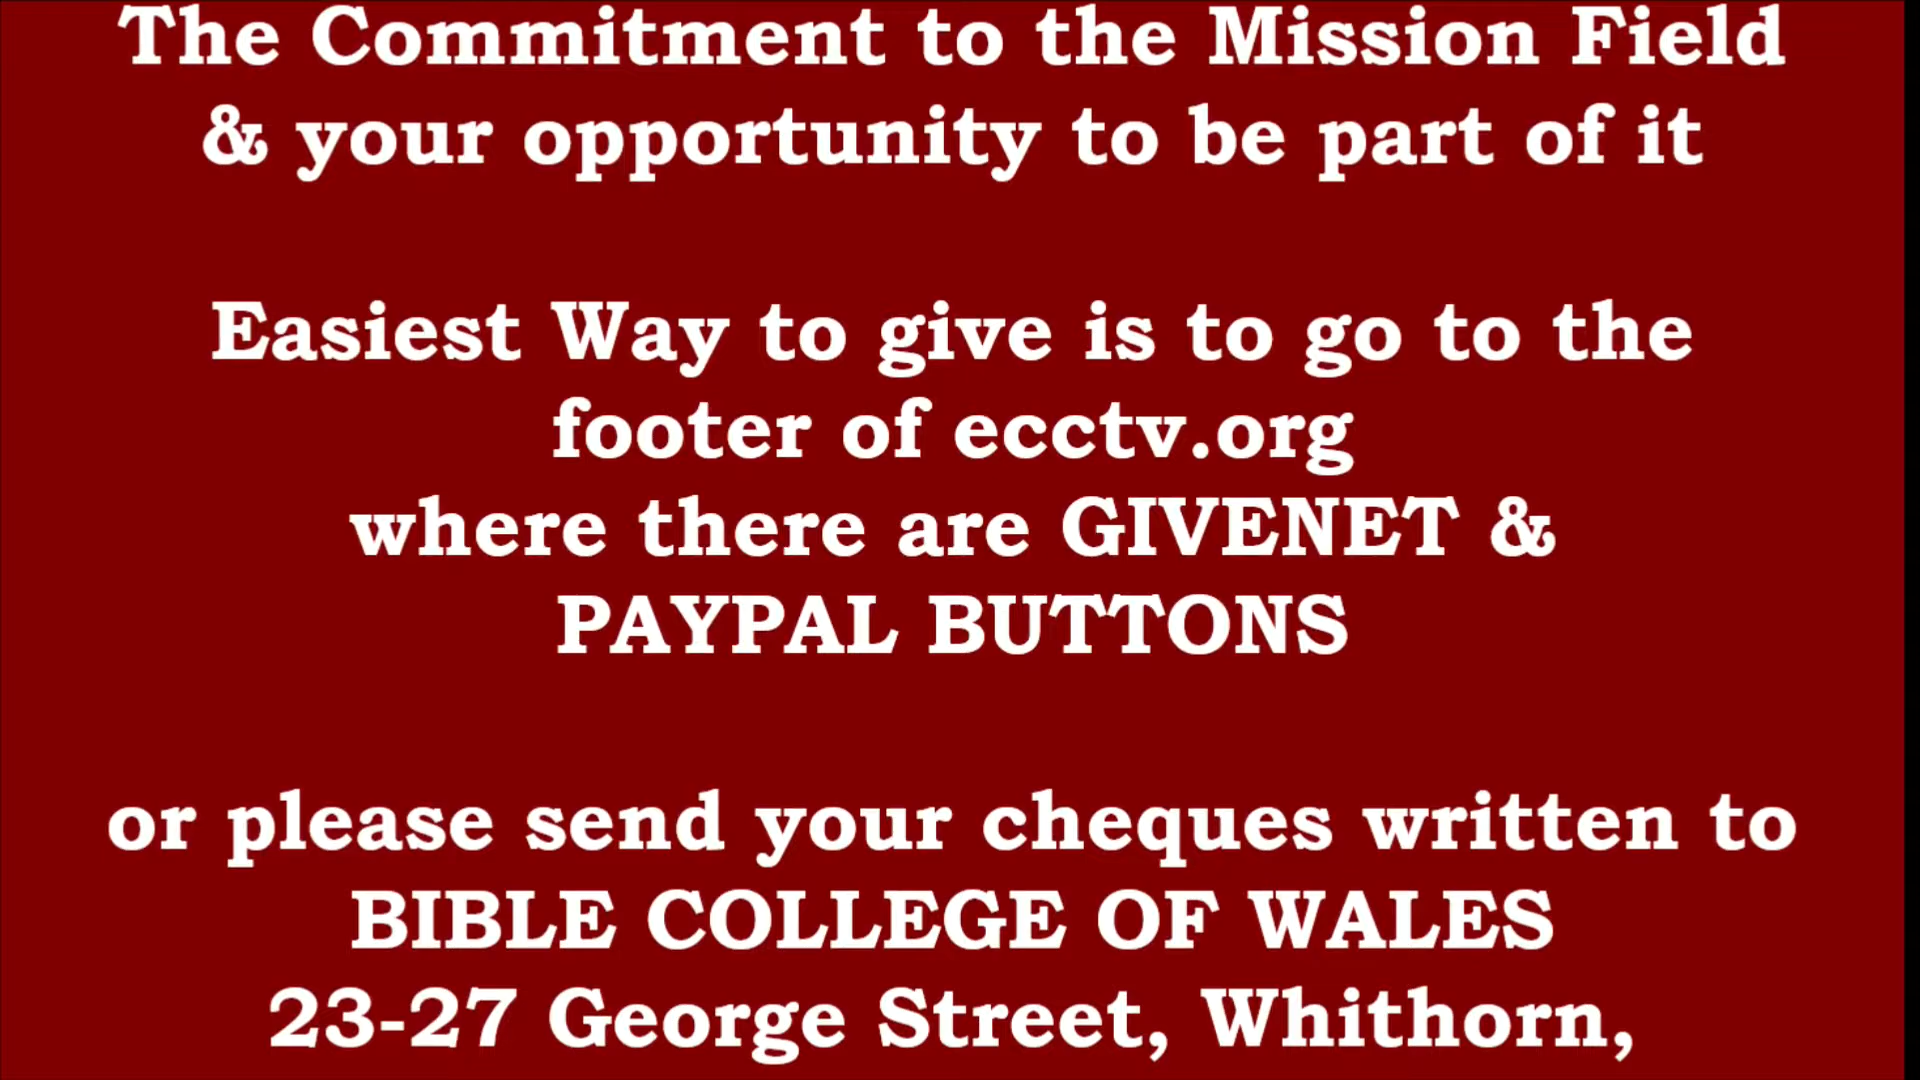 The Commitment to the Mission Field
& your opportunity to be part of it
Easiest Way to give is to go to the
footer of ecctv.org
where there are GIVENET &
PAYPAL BUTTONS
or please send your cheques written to
BIBLE COLLEGE OF WALES
23-27 George Street, Whithorn,